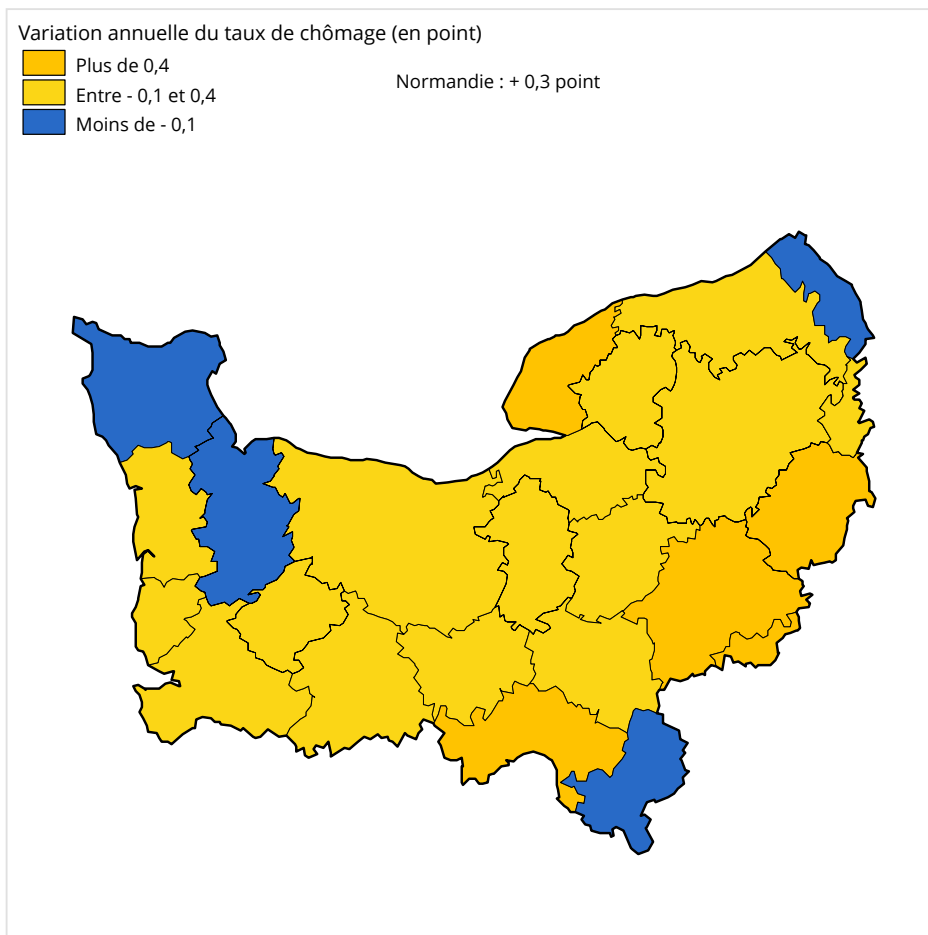 Variation annuelle du taux de chômage (en point)
Plus de 0,4
Normandie : + 0,3 point
Entre - 0,1 et 0,4
Moins de - 0,1